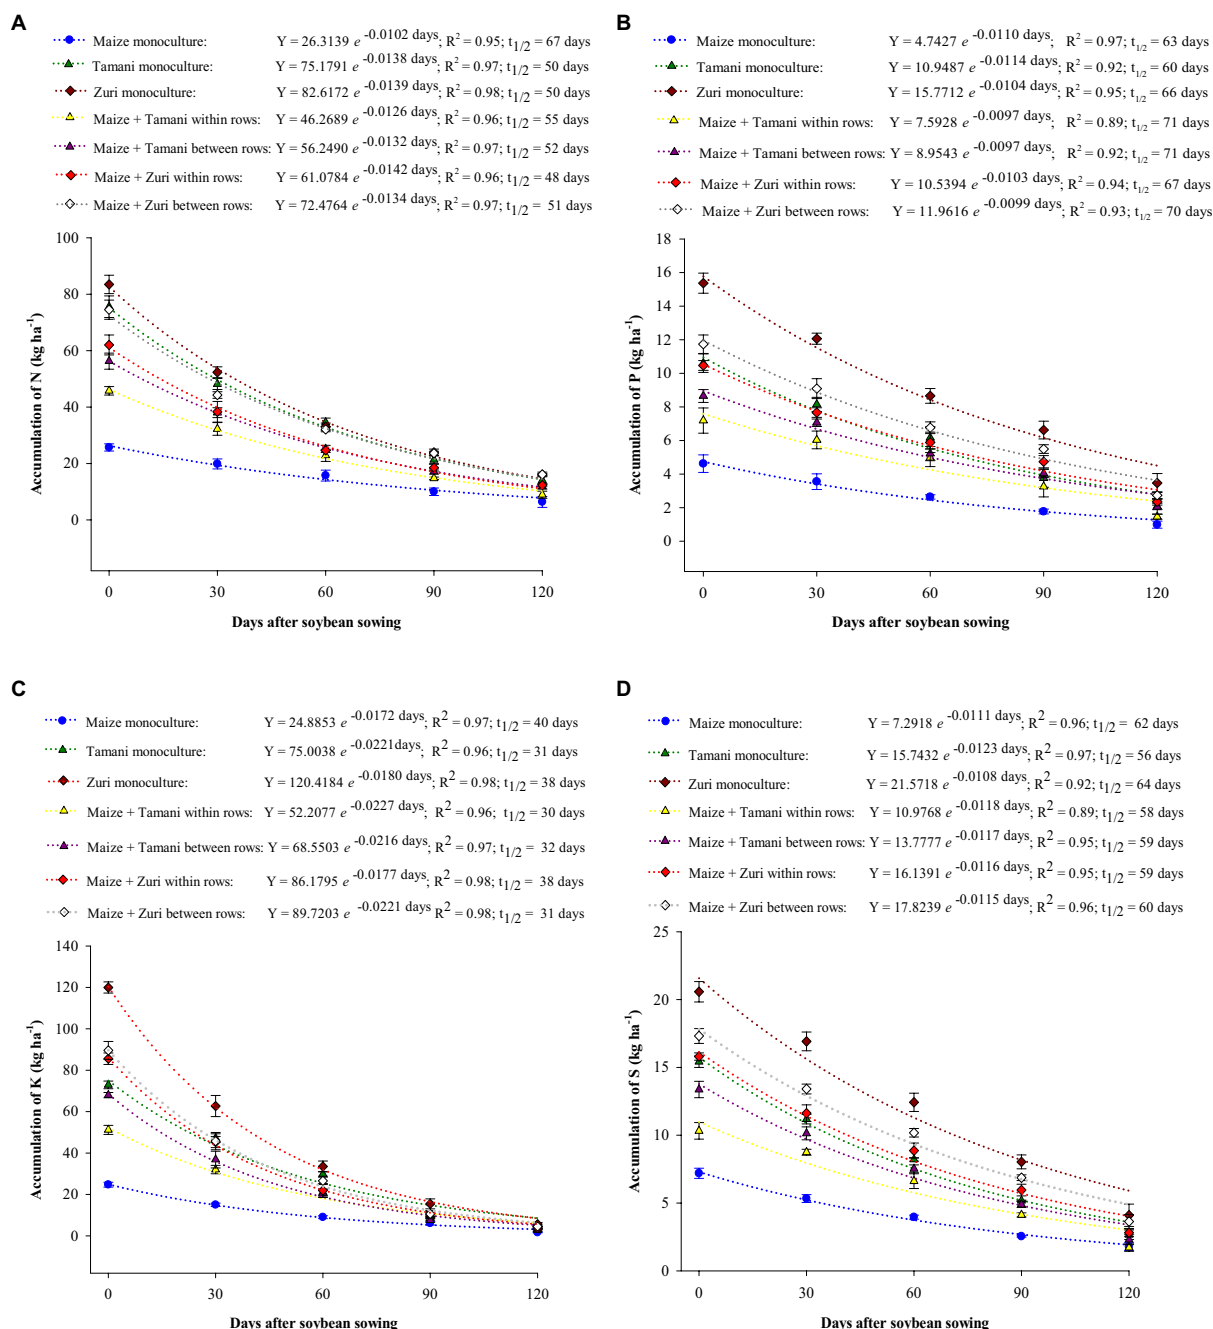 A
Maize monoculture: Y = 26.3139 e -0.0102 days; R2 = 0.95; t1/2 = 67 days
Tamani monoculture: Y = 75.1791 e -0.0138 days; R2 = 0.97; t1/2 = 50 days
Zuri monoculture: Y = 82.6172 e -0.0139 days; R2 = 0.98; t1/2 = 50 days
Maize + Tamani within rows: Y = 46.2689 e -0.0126 days; R2 = 0.96; t1/2 = 55 days
Maize + Tamani between rows: Y = 56.2490 e -0.0132 days; R2 = 0.97; t1/2 = 52 days
Maize + Zuri within rows: Y = 61.0784 e -0.0142 days; R2 = 0.96; t1/2 = 48 days
Maize + Zuri between rows: Y = 72.4764 e -0.0134 days; R2 = 0.97; t1/2 = 51 days
Accumulation of N (kg ha-1)
100
80
60
40
20
0
0 30 60 90 120
Days after soybean sowing
B
Maize monoculture: Y = 4.7427 e -0.0110 days; R2 = 0.97; t1/2 = 63 days
Tamani monoculture: Y = 10.9487 e -0.0114 days; R2 = 0.92; t1/2 = 60 days
Zuri monoculture: Y = 15.7712 e -0.0104 days; R2 = 0.95; t1/2 = 66 days
Maize + Tamani within rows: Y = 7.5928 e -0.0097 days; R2 = 0.89; t1/2 = 71 days
Maize + Tamani between rows: Y = 8.9543 e -0.0097 days; R2 = 0.92; t1/2 = 71 days
Maize + Zuri within rows: Y = 10.5394 e -0.0103 days; R2 = 0.94; t1/2 = 67 days
Maize + Zuri between rows: Y = 11.9616 e -0.0099 days; R2 = 0.93; t1/2 = 70 days
Accumulation of P (kg ha-1)
18
16
14
12
10
8
6
4
2
0
0 30 60 90 120
Days after soybean sowing
C
Maize monoculture: Y = 24.8853 e -0.0172 days; R2 = 0.97; t1/2 = 40 days
Tamani monoculture: Y = 75.0038 e -0.0221days; R2 = 0.96; t1/2 = 31 days
Zuri monoculture: Y = 120.4184 e -0.0180 days; R2 = 0.98; t1/2 = 38 days
Maize + Tamani within rows: Y = 52.2077 e -0.0227 days; R2 = 0.96; t1/2 = 30 days
Maize + Tamani between rows: Y = 68.5503 e -0.0216 days; R2 = 0.97; t1/2 = 32 days
Maize + Zuri within rows: Y = 86.1795 e -0.0177 days; R2 = 0.98; t1/2 = 38 days
Maize + Zuri between rows: Y = 89.7203 e -0.0221 days R2 = 0.98; t1/2 = 31 days
Accumulation of K (kg ha-1)
140
120
100
80
60
40
20
0
0 30 60 90 120
Days after soybean sowing
D
Maize monoculture: Y = 7.2918 e -0.0111 days; R2 = 0.96; t1/2 = 62 days
Tamani monoculture: Y = 15.7432 e -0.0123 days; R2 = 0.97; t1/2 = 56 days
Zuri monoculture: Y = 21.5718 e -0.0108 days; R2 = 0.92; t1/2 = 64 days
Maize + Tamani within rows: Y = 10.9768 e -0.0118 days; R2 = 0.89; t1/2 = 58 days
Maize + Tamani between rows: Y = 13.7777 e -0.0117 days; R2 = 0.95; t1/2 = 59 days
Maize + Zuri within rows: Y = 16.1391 e -0.0116 days; R2 = 0.95; t1/2 = 59 days
Maize + Zuri between rows: Y = 17.8239 e -0.0115 days; R2 = 0.96; t1/2 = 60 days
Accumulation of S (kg ha-1)
25
20
15
10
5
0
0 30 60 90 120
Days after soybean sowing